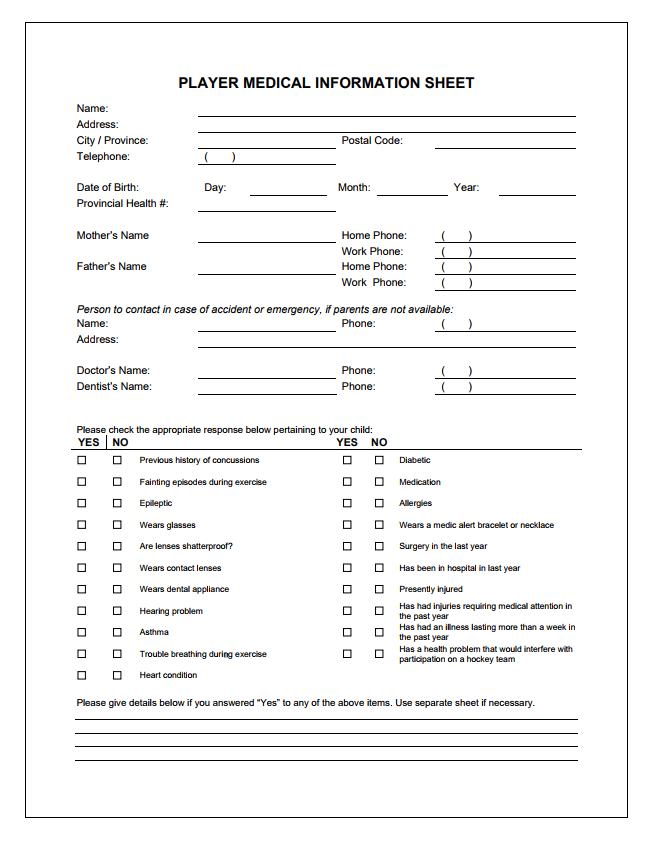 PLAYER MEDICAL INFORMATION SHEET
Name:
Address:
City / Province: Postal Code:
Telephone: ( )
Date of Birth: Day: Month: Year:
Provincial Health #:
Mother's Name Home Phone: ( )
Work Phone: ( )
Father's Name Home Phone: ( )
Work Phone: ( )
Person to contact in case of accident or emergency, if parents are not available:
Name: Phone: ( )
Address:
Doctor's Name: Phone: ( )
Dentist's Name: Phone: ( )
Please check the appropriate response below pertaining to your child:
YES NO YES NO
Previous history of concussions Diabetic
Fainting episodes during exercise Medication
Epileptic Allergies
Wears glasses Wears a medic alert bracelet or necklace
Are lenses shatterproof? Surgery in the last year
Wears contact lenses Has been in hospital in last year
Wears dental appliance Presently injured
Hearing problem Has had injuries requiring medical attention in
the past year
Asthma Has had an illness lasting more than a week in
the past year
Trouble breathing during exercise Has a health problem that would interfere with
participation on a hockey team
Heart condition
Please give details below if you answered “Yes” to any of the above items. Use separate sheet if necessary.